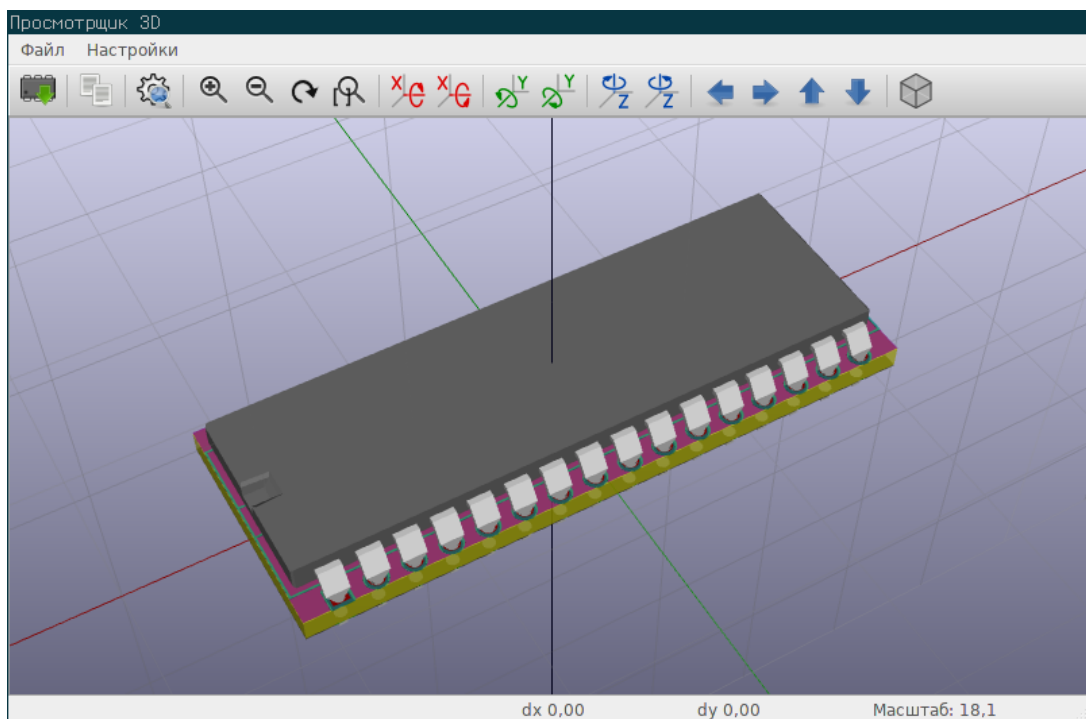 Просмотрщик 3D
Файл Настройки
X X Y Y Z Z
dx 0,00 dy 0,00 Масштаб: 18,1